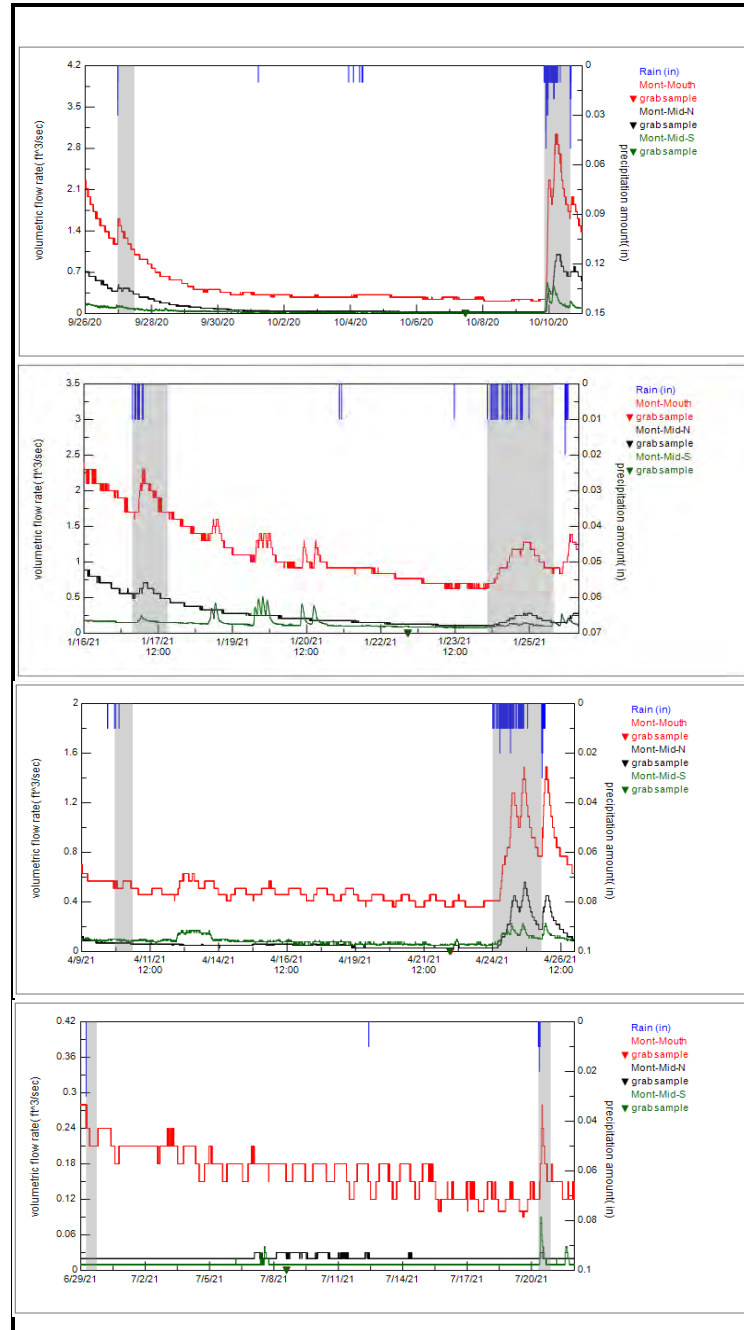 4.2
3.5
2.8
2.1
1.4
0.7
0
volumetric flow rate( ft^3/sec)
9/26/20 9/28/20 9/30/20 10/2/20 10/4/20 10/6/20 10/8/20 10/10/20
0
0.03
0.06
0.09
0.12
0.15
precipitation amount( in)
Rain (in)
Mont-Mouth
grab sample
Mont-Mid-N
grab sample
Mont-Mid-S
grab sample
3.5
3
2.5
2
1.5
1
0.5
0
volumetric flow rate( ft^3/sec)
1/16/21 1/17/21 1/19/21 1/20/21 1/22/21 1/23/21 1/25/21
12:00 12:00 12:00
0
0.01
0.02
0.03
0.04
0.05
0.06
0.07
precipitation amount( in)
Rain (in)
Mont-Mouth
grab sample
Mont-Mid-N
grab sample
Mont-Mid-S
grab sample
2
1.6
1.2
0.8
0.4
0
volumetric flow rate( ft^3/sec)
4/9/21 4/11/21 4/14/21 4/16/21 4/19/21 4/21/21 4/24/21 4/26/21
12:00 12:00 12:00 12:00
0
0.02
0.04
0.06
0.08
0.1
precipitation amount( in)
Rain (in)
Mont-Mouth
grab sample
Mont-Mid-N
grab sample
Mont-Mid-S
grab sample
0.42
0.36
0.3
0.24
0.18
0.12
0.06
0
volumetric flow rate( ft^3/sec)
6/29/21 7/2/21 7/5/21 7/8/21 7/11/21 7/14/21 7/17/21 7/20/21
0
0.02
0.04
0.06
0.08
0.1
precipitation amount( in)
Rain (in)
Mont-Mouth
grab sample
Mont-Mid-N
grab sample
Mont-Mid-S
grab sample